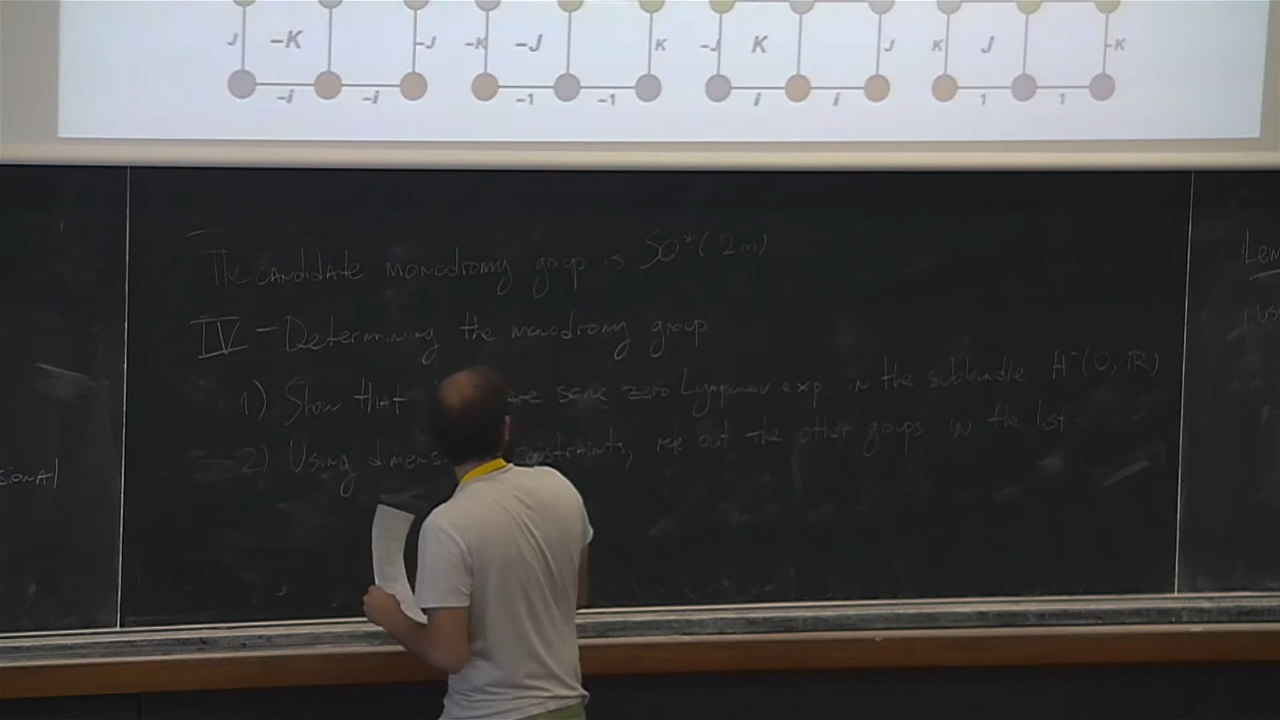 J -K -J -K -J K -J K J K J -K
-i -i -1 -1 i i 1 1
The candidate monodromy group is SO*(2m)
IV - Determining the monodromy group
1) Show that some zero Lyapunov exp. in the subbundle H⁻(O, ℝ)
2) Using constraints, rule out the other groups in the list